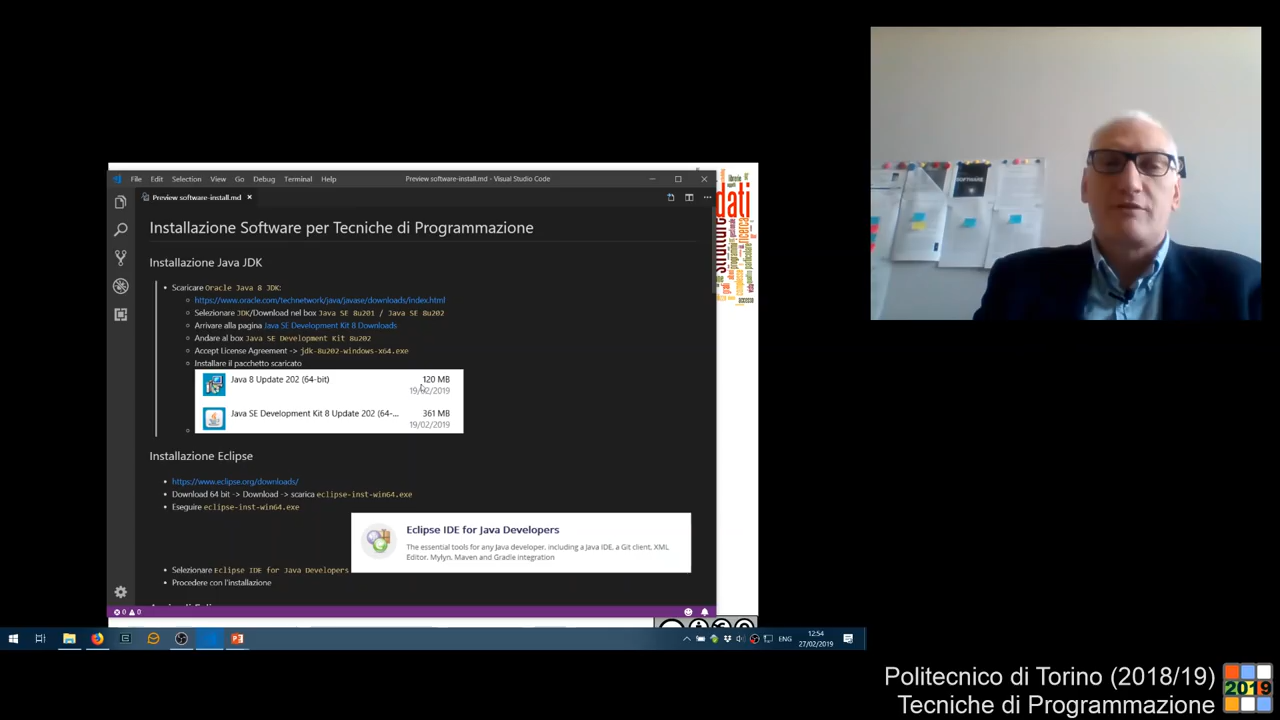 File Edit Selection View Go Debug Terminal Help
Preview software-install.md - Visual Studio Code
Preview software-install.md
Installazione Software per Tecniche di Programmazione
Installazione Java JDK
Scaricare Oracle Java 8 JDK:
https://www.oracle.com/technetwork/java/javase/downloads/index.html
Selezionare JDK/Download nel box Java SE 8u201 / Java SE 8u202
Arrivare alla pagina Java SE Development Kit 8 Downloads
Andare al box Java SE Development Kit 8u202
Accept License Agreement -> jdk-8u202-windows-x64.exe
Installare il pacchetto scaricato
Java 8 Update 202 (64-bit) 120 MB
19/02/2019
Java SE Development Kit 8 Update 202 (64-... 361 MB
19/02/2019
Installazione Eclipse
https://www.eclipse.org/downloads/
Download 64 bit -> Download -> scarica eclipse-inst-win64.exe
Eseguire eclipse-inst-win64.exe
Eclipse IDE for Java Developers
The essential tools for any Java developer, including a Java IDE, a Git client, XML
Editor, Mylyn, Maven and Gradle integration
Selezionare Eclipse IDE for Java Developers
Procedere con l'installazione
0 0
dati
strutture
ricerca
ENG
12:54
27/02/2019
SOFTWARE
Politecnico di Torino (2018/19)
Tecniche di Programmazione
2019